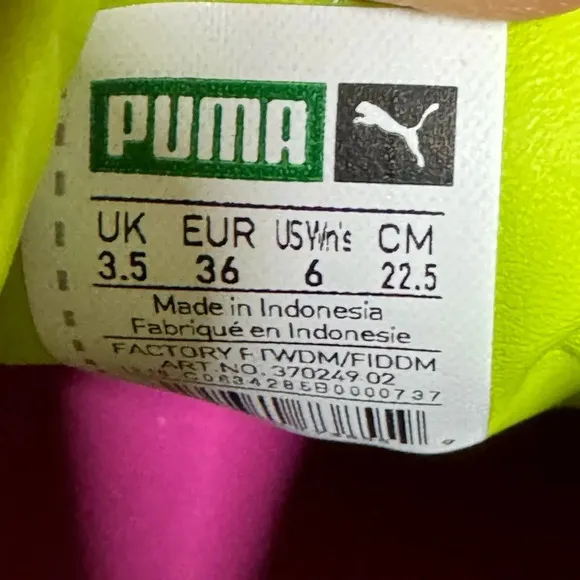 PUMA
UK EUR US Wn's CM
3.5 36 6 22.5
Made in Indonesia
Fabriqué en Indonesie
FACTORY F-TWDM/FIDDM
ART. NO. 370249 02